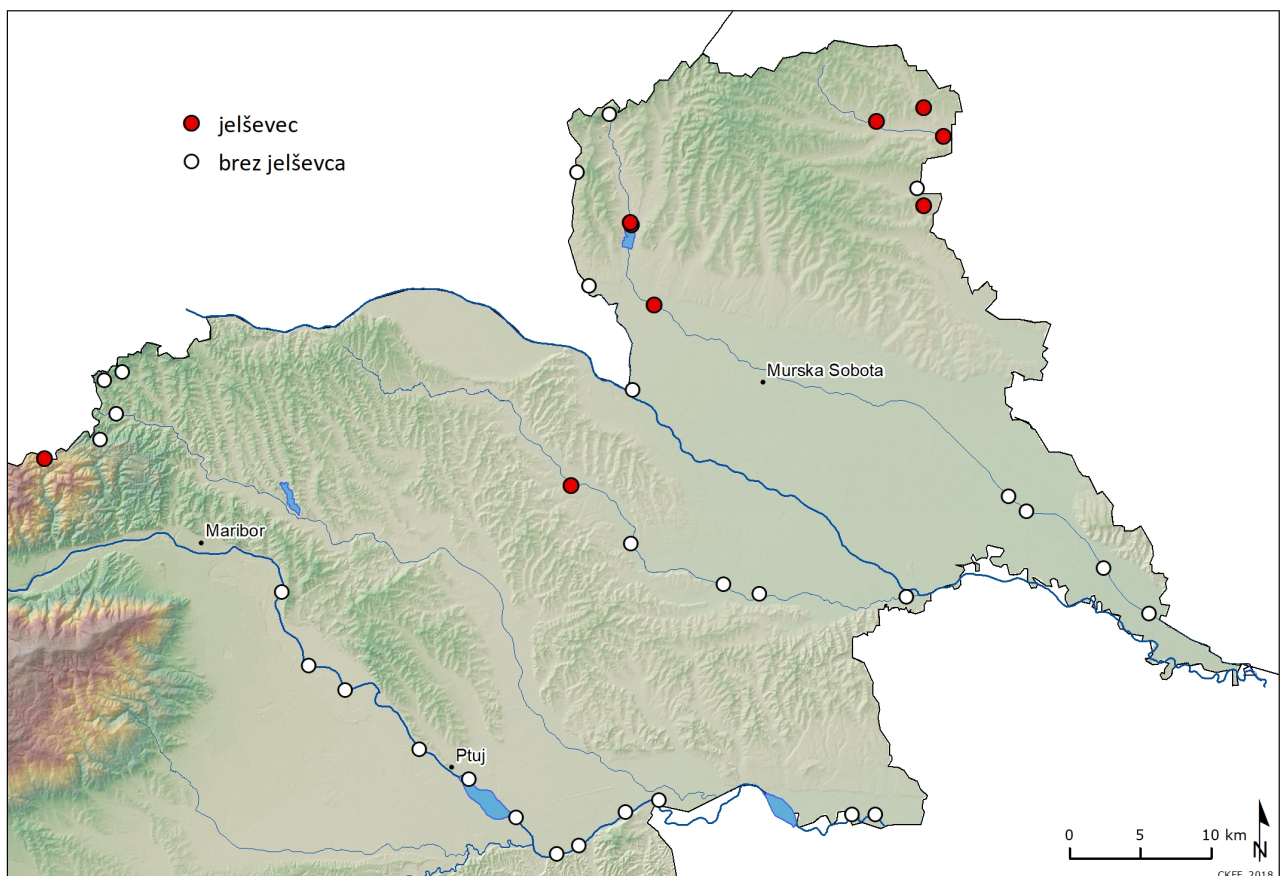 jelševec
brez jelševca
Murska Sobota
Maribor
Ptuj
0 5 10 km
N
CKFF, 2018